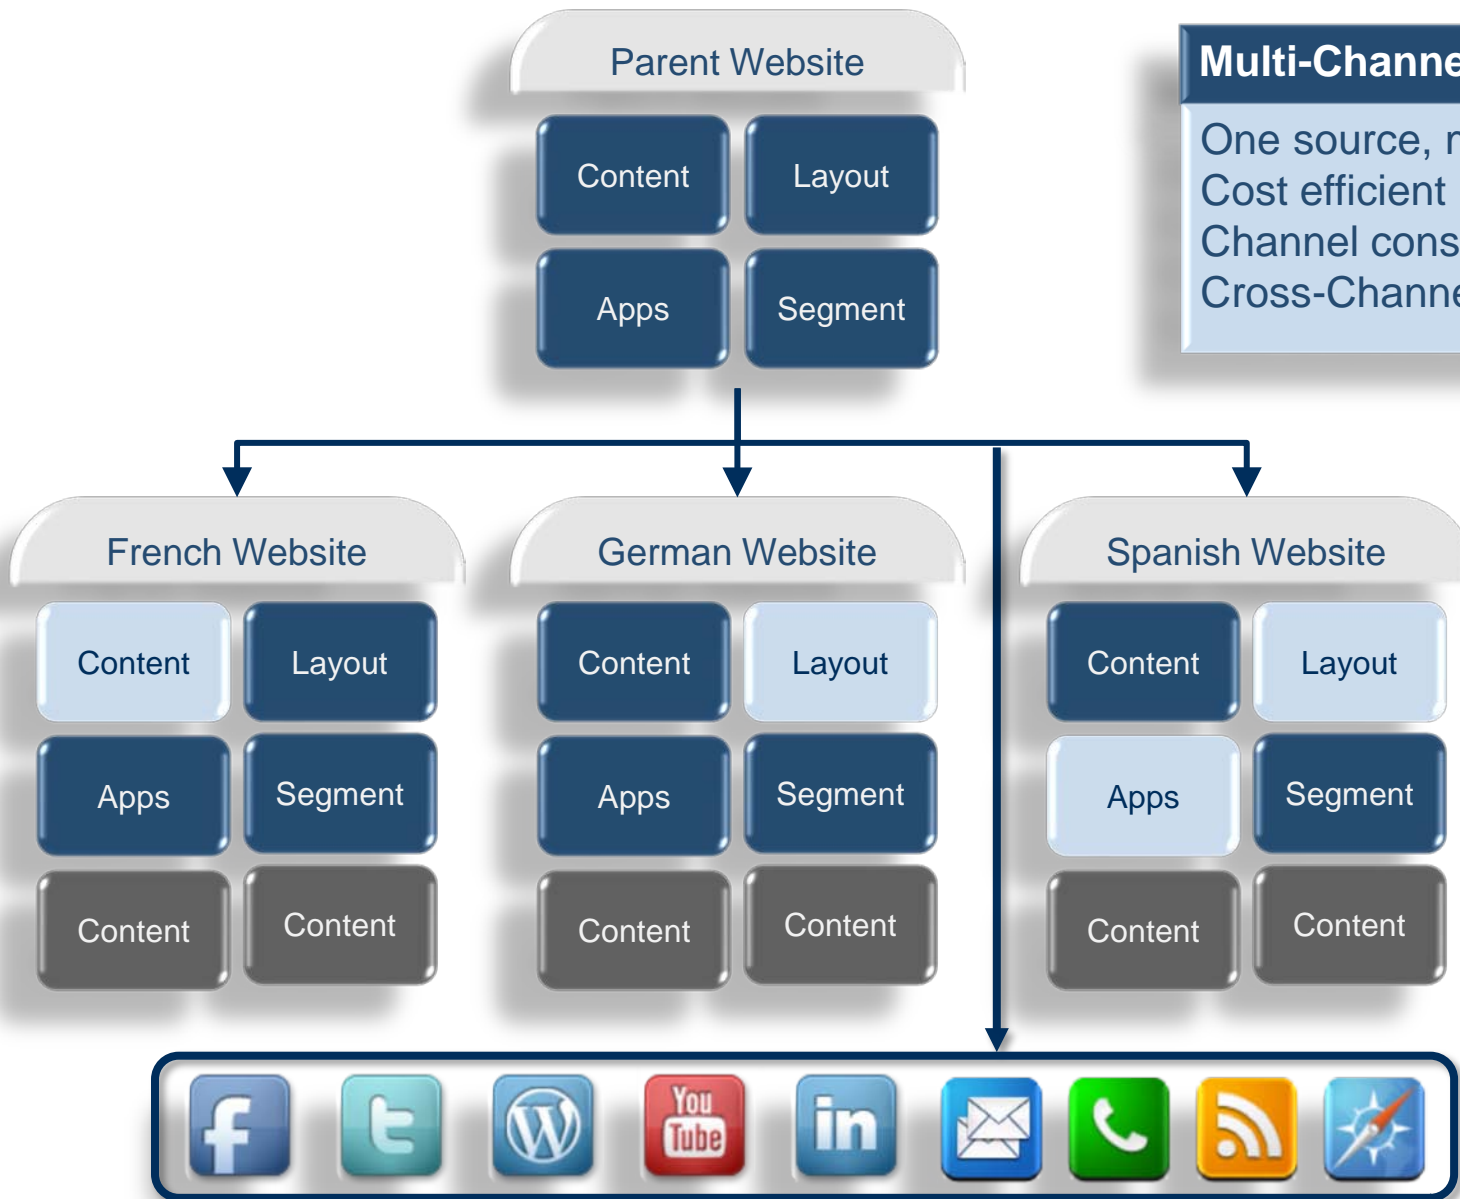 Parent Website
Content Layout
Apps Segment
Multi-Channe
One source,
Cost efficient
Channel cons
Cross-Channe
French Website
German Website
Spanish Website
Content Layout
Apps Segment
Content Content
Content Layout
Apps Segment
Content Content
Content Layout
Apps Segment
Content Content
f
t
W
You
Tube
in